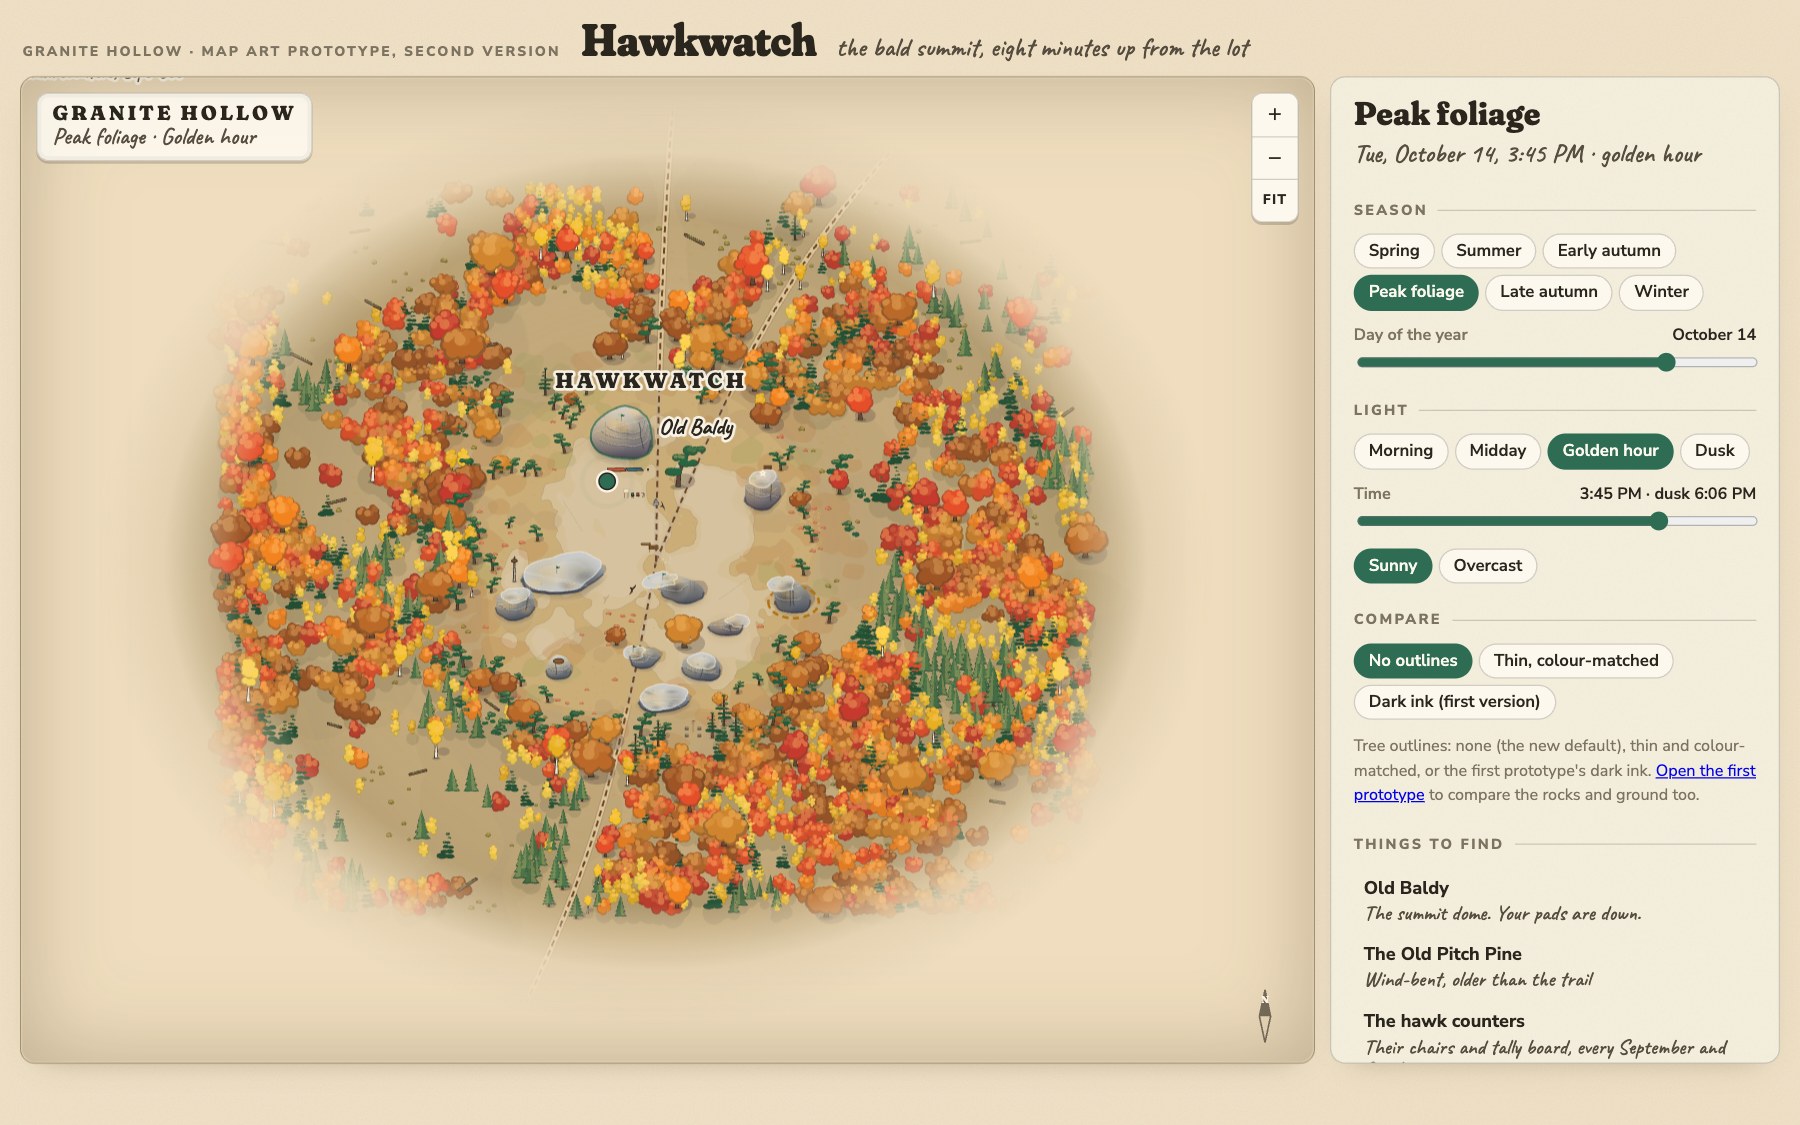 GRANITE HOLLOW · MAP ART PROTOTYPE, SECOND VERSION
Hawkwatch
the bald summit, eight minutes up from the lot
GRANITE HOLLOW
Peak foliage · Golden hour
+
−
FIT
HAWKWATCH
Old Baldy
N
Peak foliage
Tue, October 14, 3:45 PM · golden hour
SEASON
Spring
Summer
Early autumn
Peak foliage
Late autumn
Winter
Day of the year
October 14
LIGHT
Morning
Midday
Golden hour
Dusk
Time
3:45 PM · dusk 6:06 PM
Sunny
Overcast
COMPARE
No outlines
Thin, colour-matched
Dark ink (first version)
Tree outlines: none (the new default), thin and colour-
matched, or the first prototype's dark ink. Open the first
prototype to compare the rocks and ground too.
THINGS TO FIND
Old Baldy
The summit dome. Your pads are down.
The Old Pitch Pine
Wind-bent, older than the trail
The hawk counters
Their chairs and tally board, every September and